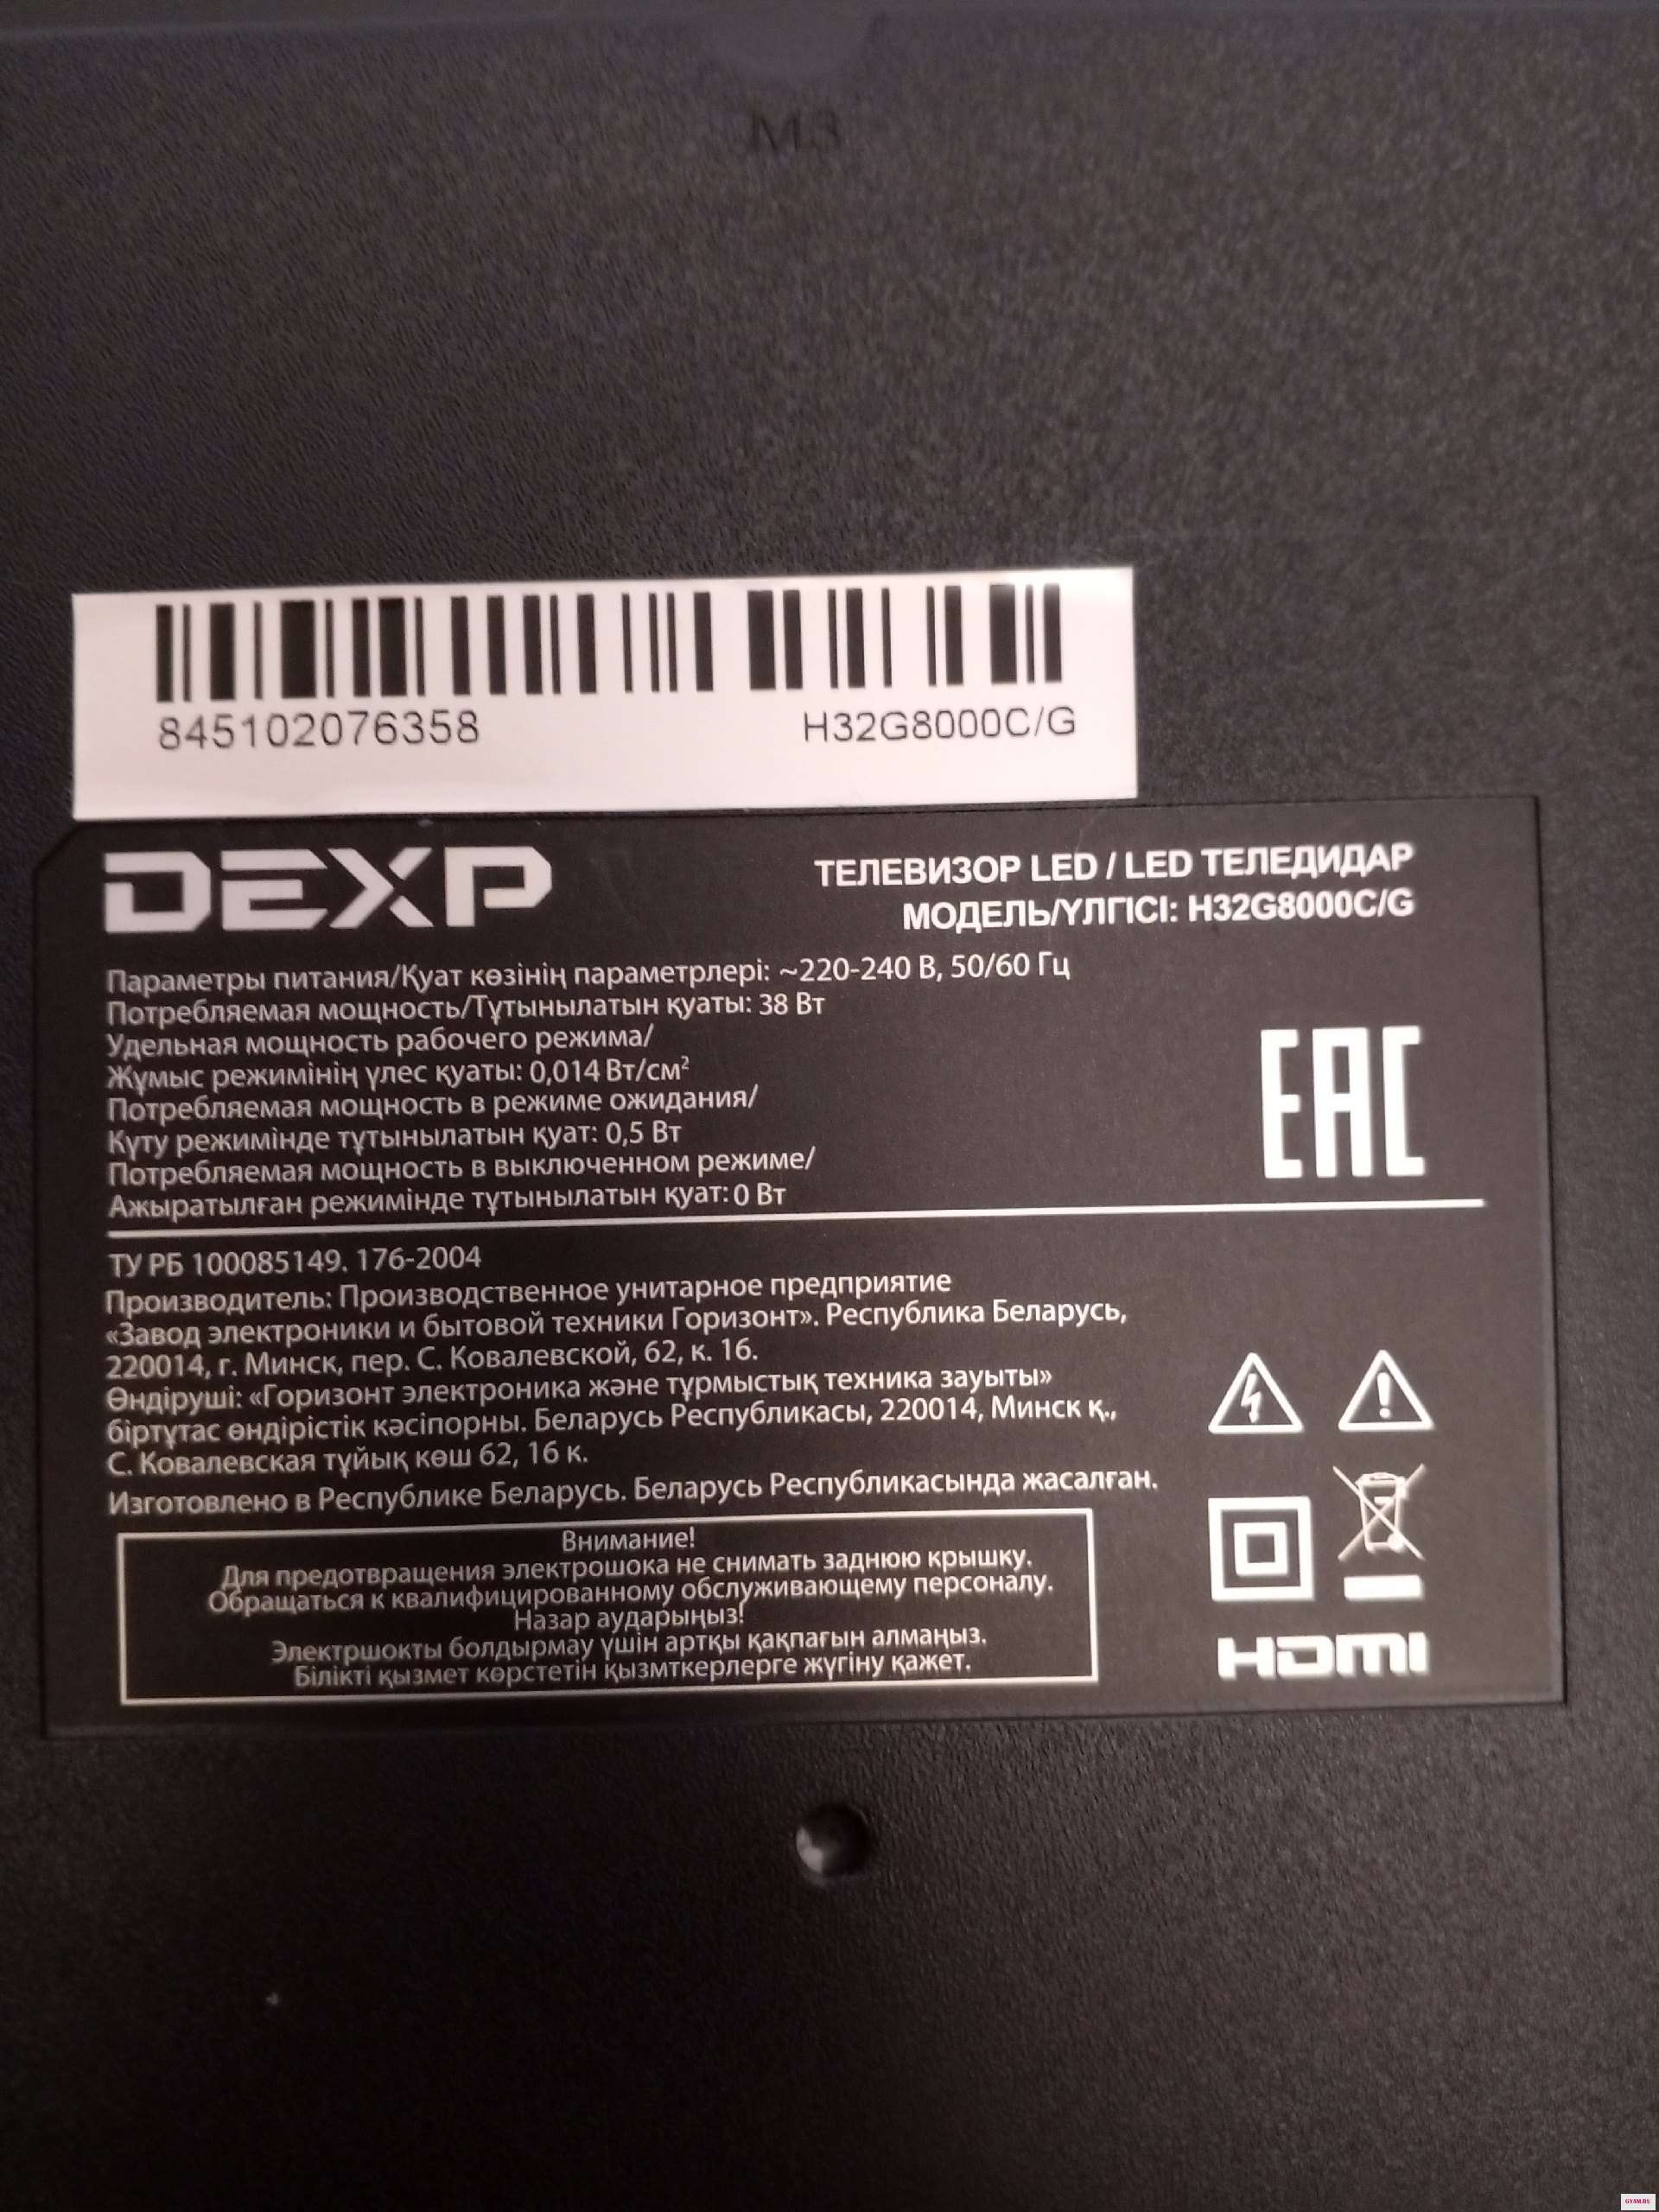 M3
845102076358 H32G8000C/G
DEXP
ТЕЛЕВИЗОР LED / LED ТЕЛЕДИДАР
МОДЕЛЬ/ҮЛГІСІ: H32G8000C/G
Параметры питания/Қуат көзінің параметрлері: ~220-240 В, 50/60 Гц
Потребляемая мощность/Тұтынылатын қуаты: 38 Вт
Удельная мощность рабочего режима/
Жұмыс режимінің үлес қуаты: 0,014 Вт/см²
Потребляемая мощность в режиме ожидания/
Күту режимінде тұтынылатын қуат: 0,5 Вт
Потребляемая мощность в выключенном режиме/
Ажыратылған режимінде тұтынылатын қуат: 0 Вт
EAC
ТУ РБ 100085149. 176-2004
Производитель: Производственное унитарное предприятие
«Завод электроники и бытовой техники Горизонт». Республика Беларусь,
220014, г. Минск, пер. С. Ковалевской, 62, к. 16.
Өндіруші: «Горизонт электроника және тұрмыстық техника зауыты»
біртұтас өндірістік кәсіпорны. Беларусь Республикасы, 220014, Минск қ.,
С. Ковалевская тұйық көш 62, 16 к.
Изготовлено в Республике Беларусь. Беларусь Республикасында жасалған.
Внимание!
Для предотвращения электрошока не снимать заднюю крышку.
Обращаться к квалифицированному обслуживающему персоналу.
Назар аударыңыз!
Электршокты болдырмау үшін артқы қақпағын алмаңыз.
Білікті қызмет көрстетін қызмткерлерге жүгіну қажет.
HDMI
GYAM.RU